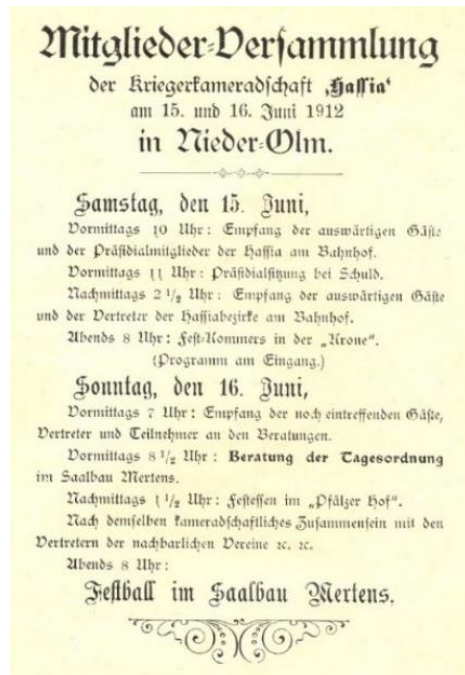 Mitglieder-Versammlung
der Kriegerkameradschaft „Hassia“
am 15. und 16. Juni 1912
in Nieder-Olm.
Samstag, den 15. Juni,
Vormittags 10 Uhr: Empfang der auswärtigen Gäste
und der Präsidialmitglieder der Hassia am Bahnhof.
Vormittags 11 Uhr: Präsidialsitzung bei Schuld.
Nachmittags 2 1/2 Uhr: Empfang der auswärtigen Gäste
und der Vertreter der Hassiabezirke am Bahnhof.
Abends 8 Uhr: Fest-Kommers in der „Krone“.
(Programm am Eingang.)
Sonntag, den 16. Juni,
Vormittags 7 Uhr: Empfang der noch eintreffenden Gäste,
Vertreter und Teilnehmer an den Beratungen.
Vormittags 8 1/2 Uhr: Beratung der Tagesordnung
im Saalbau Mertens.
Nachmittags 1 1/2 Uhr: Festessen im „Pfälzer Hof“.
Nach demselben kameradschaftliches Zusammensein mit den
Vertretern der nachbarlichen Vereine ꝛc. ꝛc.
Abends 8 Uhr:
Festball im Saalbau Mertens.